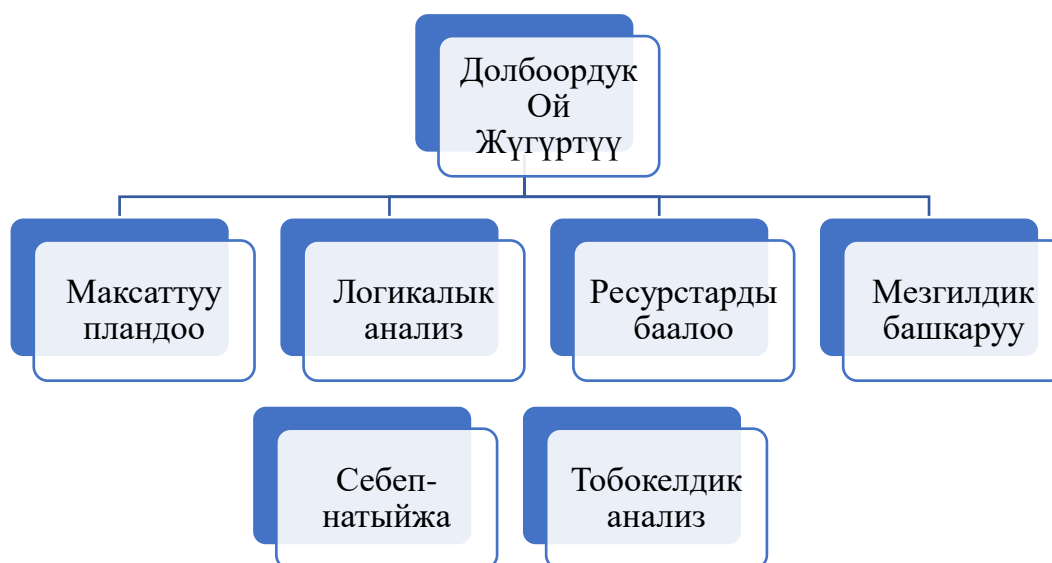 Долбоордук
Ой
Жүгүртүү
Максаттуу
пландоо
Логикалык
анализ
Ресурстарды
баалоо
Мезгилдик
башкаруу
Себеп-
натыйжа
Тобокелдик
анализ